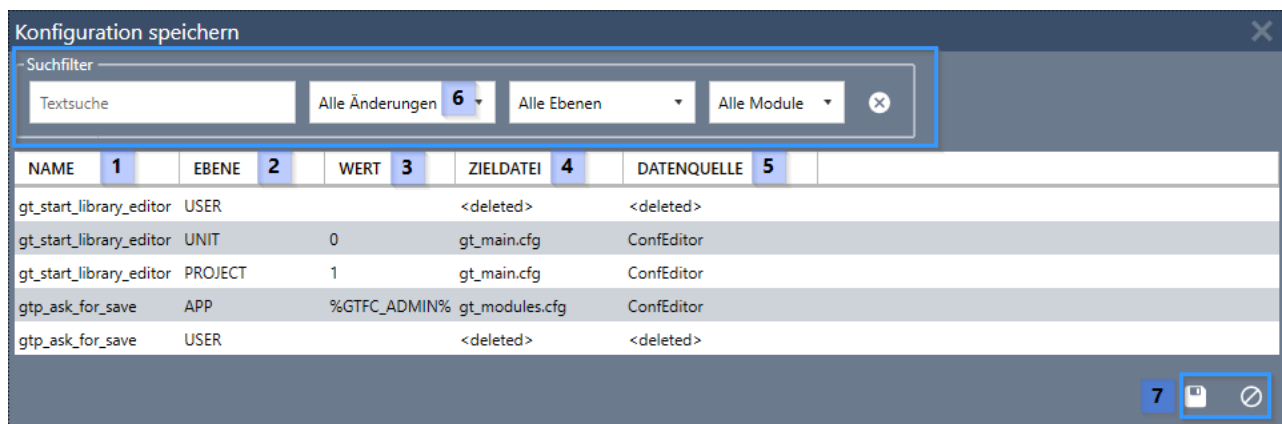 Konfiguration speichern
Suchfilter
Textsuche Alle Änderungen 6 Alle Ebenen Alle Module
NAME 1 EBENE 2 WERT 3 ZIELDATEI 4 DATENQUELLE 5
gt_start_library_editor USER <deleted> <deleted>
gt_start_library_editor UNIT 0 gt_main.cfg ConfEditor
gt_start_library_editor PROJECT 1 gt_main.cfg ConfEditor
gtp_ask_for_save APP %GTFC_ADMIN% gt_modules.cfg ConfEditor
gtp_ask_for_save USER <deleted> <deleted>
7